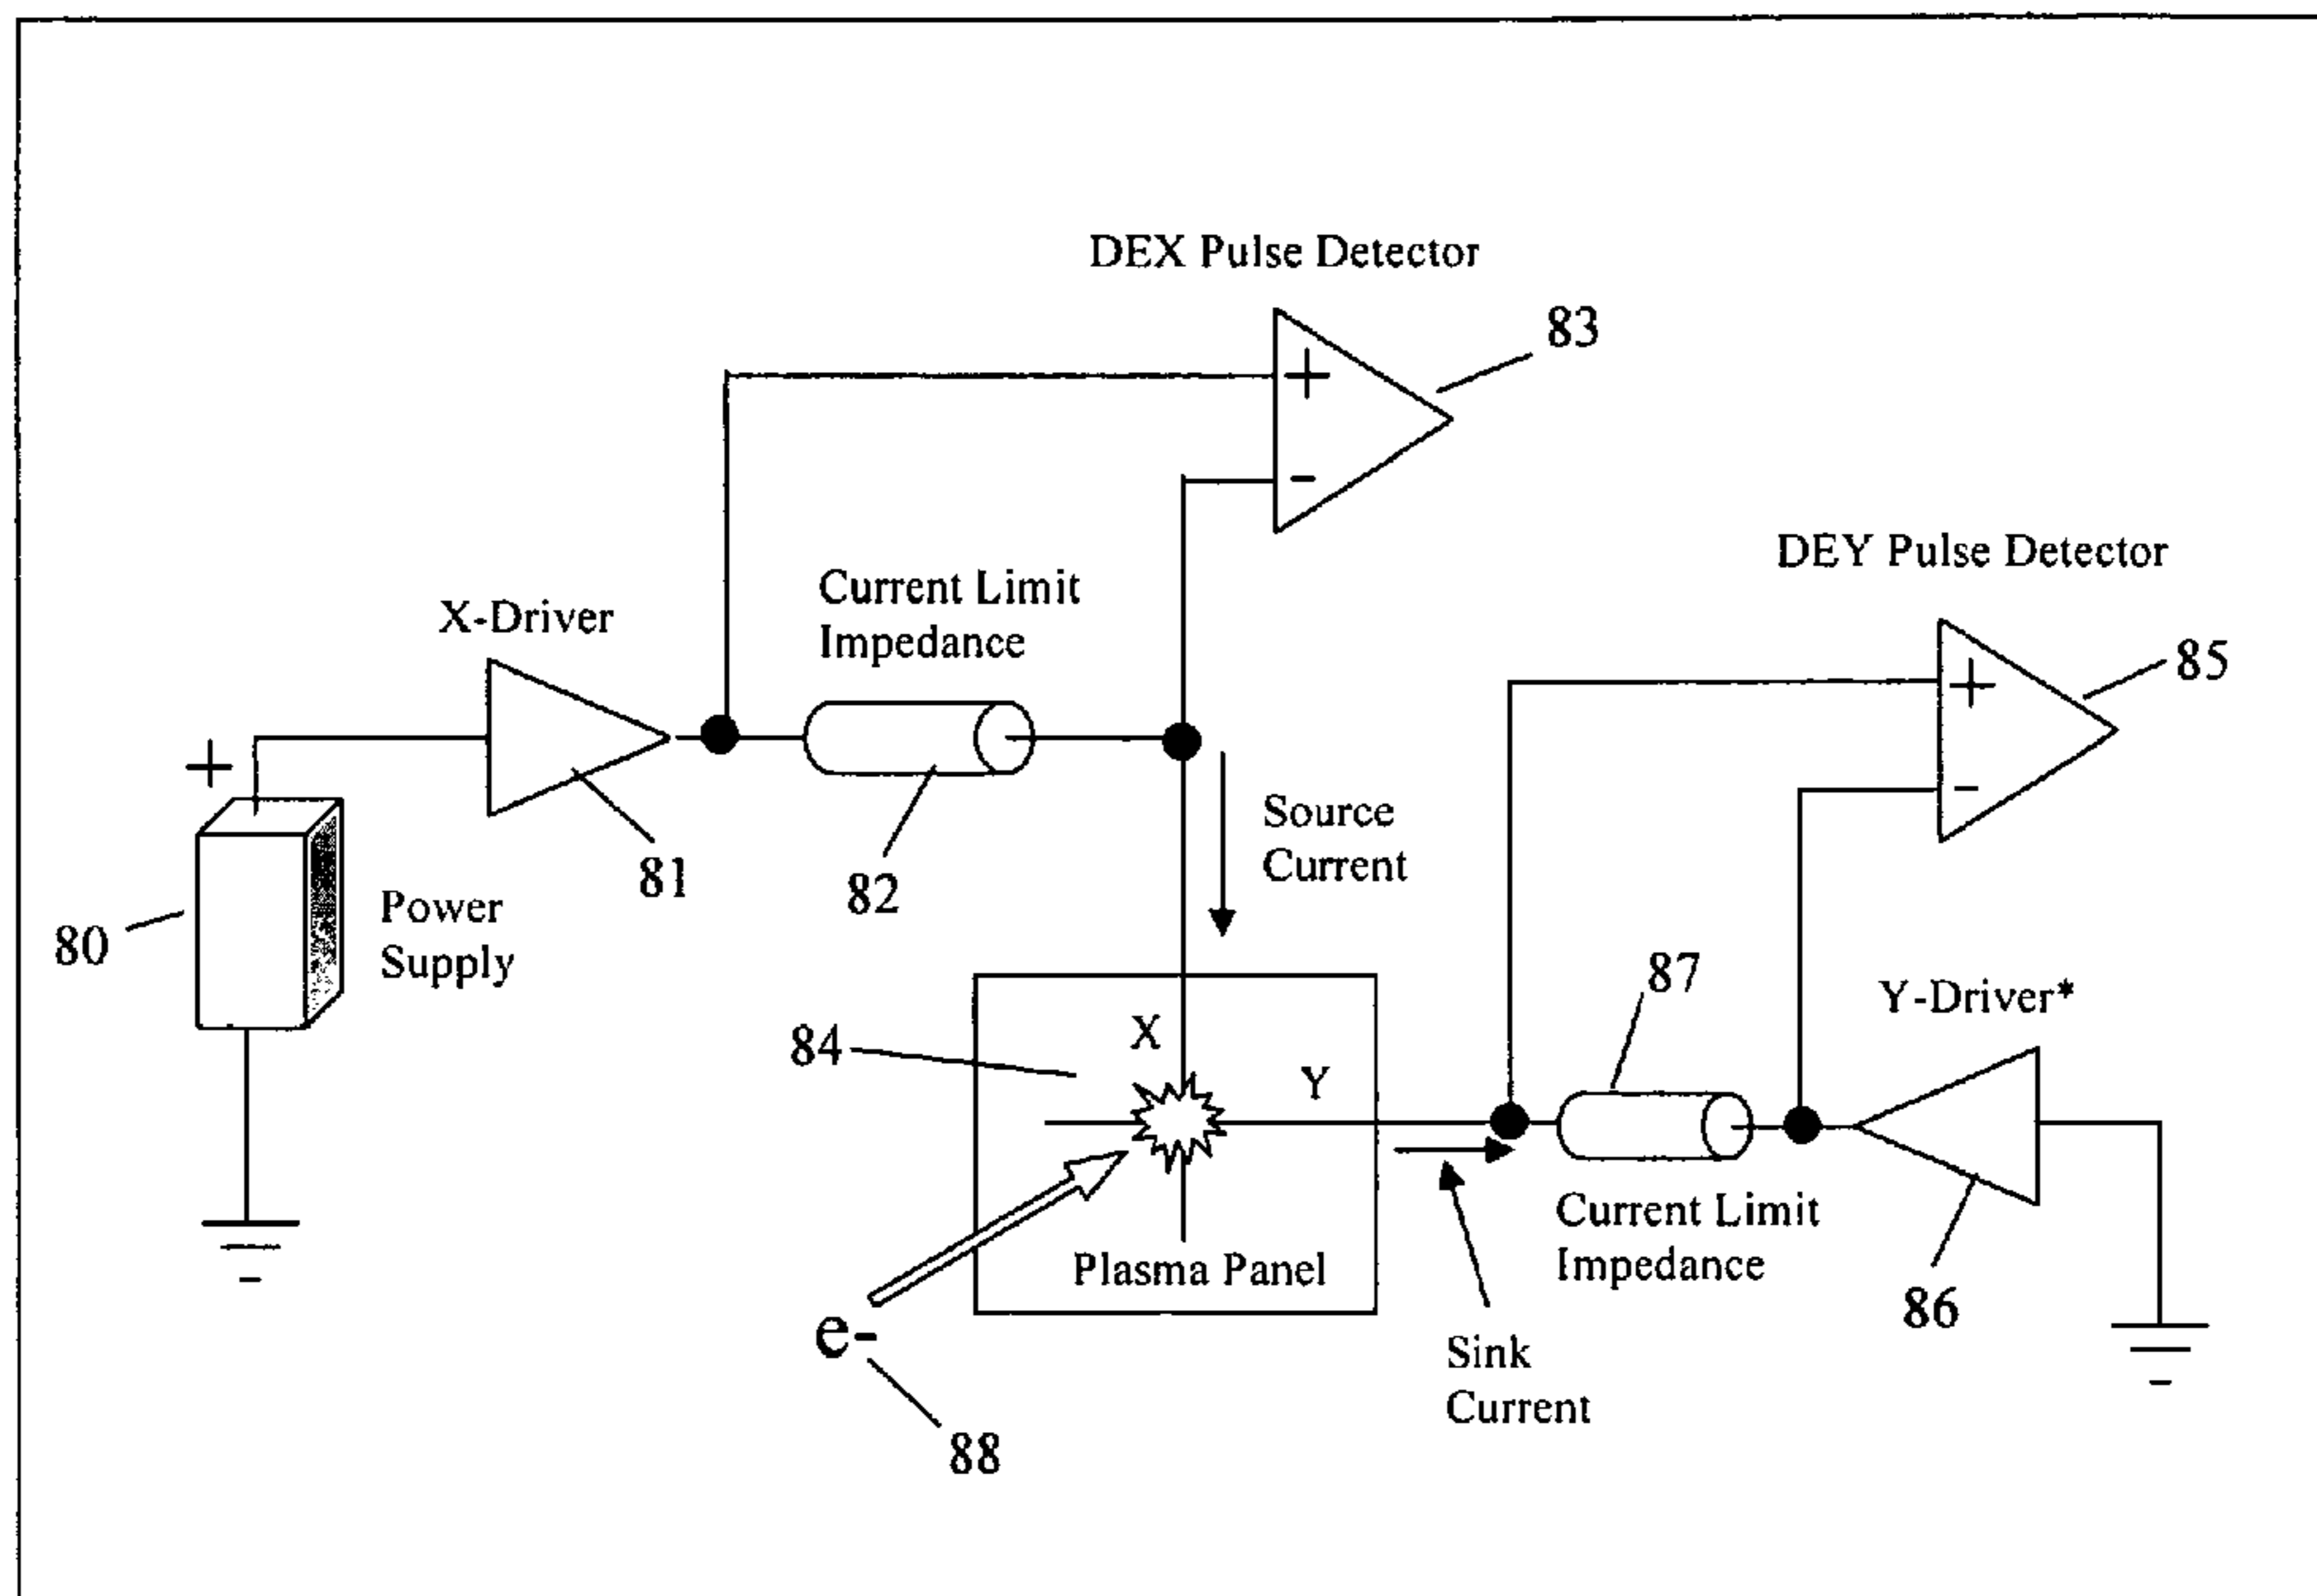 DEX Pulse Detector
83
+
-
DEY Pulse Detector
85
+
-
X-Driver
Current Limit
Impedance
81
82
+
80
Power
Supply
Source
Current
84
X
Y
Plasma Panel
e-
88
87
Y-Driver*
Current Limit
Impedance
86
Sink
Current